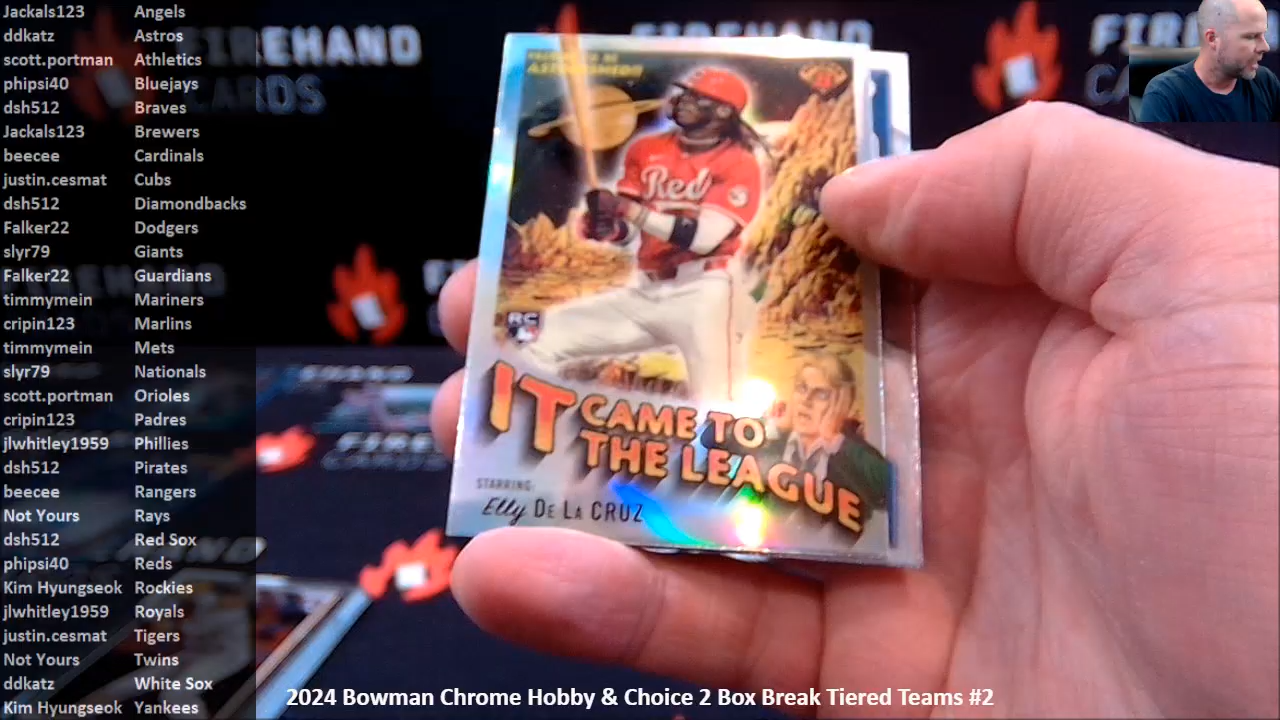 Jackals123 Angels
ddkatz Astros
scott.portman Athletics
phipsi40 Bluejays
dsh512 Braves
Jackals123 Brewers
beecee Cardinals
justin.cesmat Cubs
dsh512 Diamondbacks
Falker22 Dodgers
slyr79 Giants
Falker22 Guardians
timmymein Mariners
cripin123 Marlins
timmymein Mets
slyr79 Nationals
scott.portman Orioles
cripin123 Padres
jlwhitley1959 Phillies
dsh512 Pirates
beecee Rangers
Not Yours Rays
dsh512 Red Sox
phipsi40 Reds
Kim Hyungseok Rockies
jlwhitley1959 Royals
justin.cesmat Tigers
Not Yours Twins
ddkatz White Sox
Kim Hyungseok Yankees
FIREHAND
CARDS
FIREHAND
Reds
RC
IT CAME TO
THE LEAGUE
STARRING:
Elly DE LA CRUZ
2024 Bowman Chrome Hobby & Choice 2 Box Break Tiered Teams #2